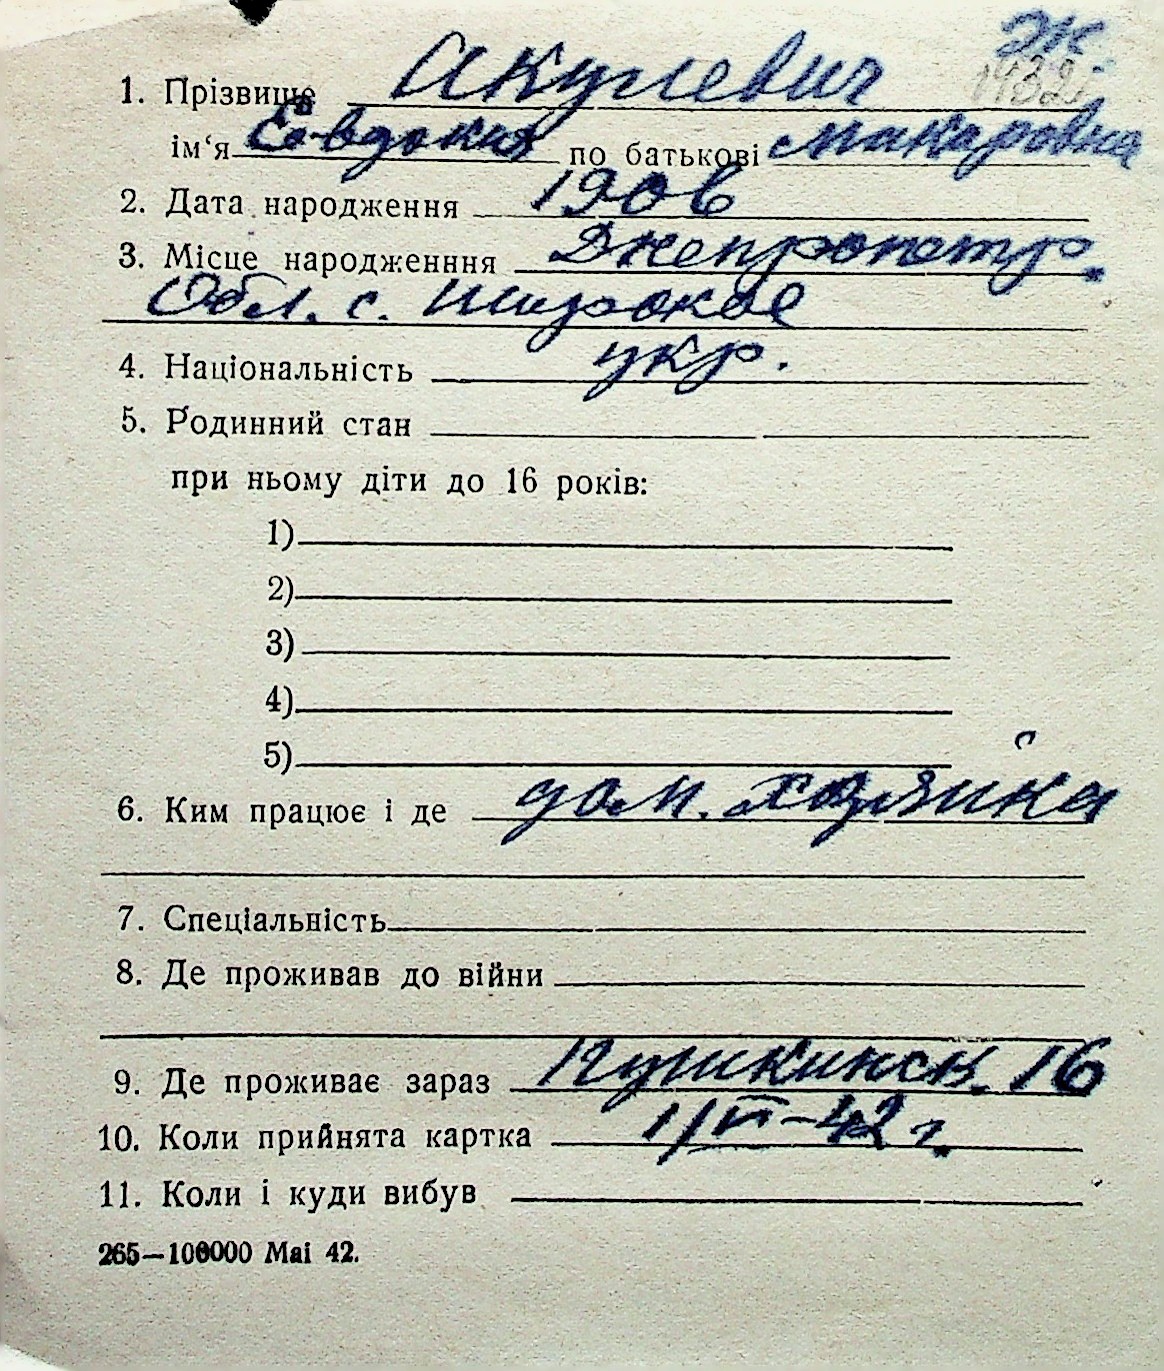 Ж.
1. Прізвище Акулевич
ім‘я Евдокия по батькові Макаровна
2. Дата народження 1906
3. Місце народженння Днепропетр.
Обл. с. Широкое
4. Національність укр.
5. Родинний стан
при ньому діти до 16 років:
1)
2)
3)
4)
5)
6. Ким працює і де дом. хозяйка
7. Спеціальність
8. Де проживав до війни
9. Де проживає зараз Пушкинск. 16
10. Коли прийнята картка 1/VI-42 г.
11. Коли і куди вибув
265—100000 Маі 42.